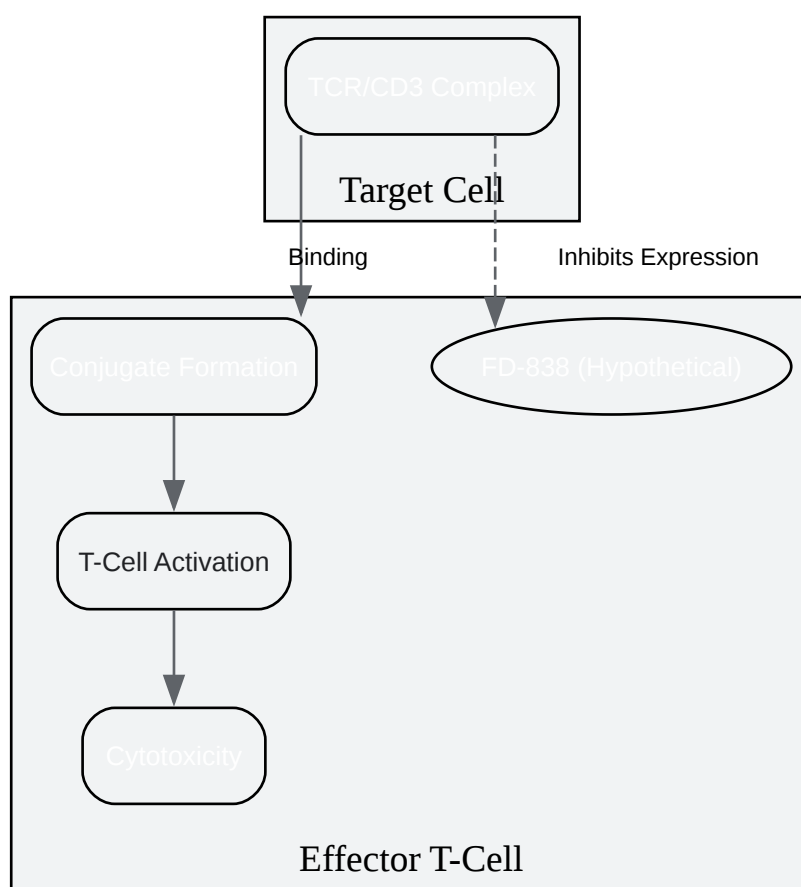 TCR/CD3 Complex
Target Cell
Binding
Inhibits Expression
Conjugate Formation
FD-838 (Hypothetical)
T-Cell Activation
Cytotoxicity
Effector T-Cell